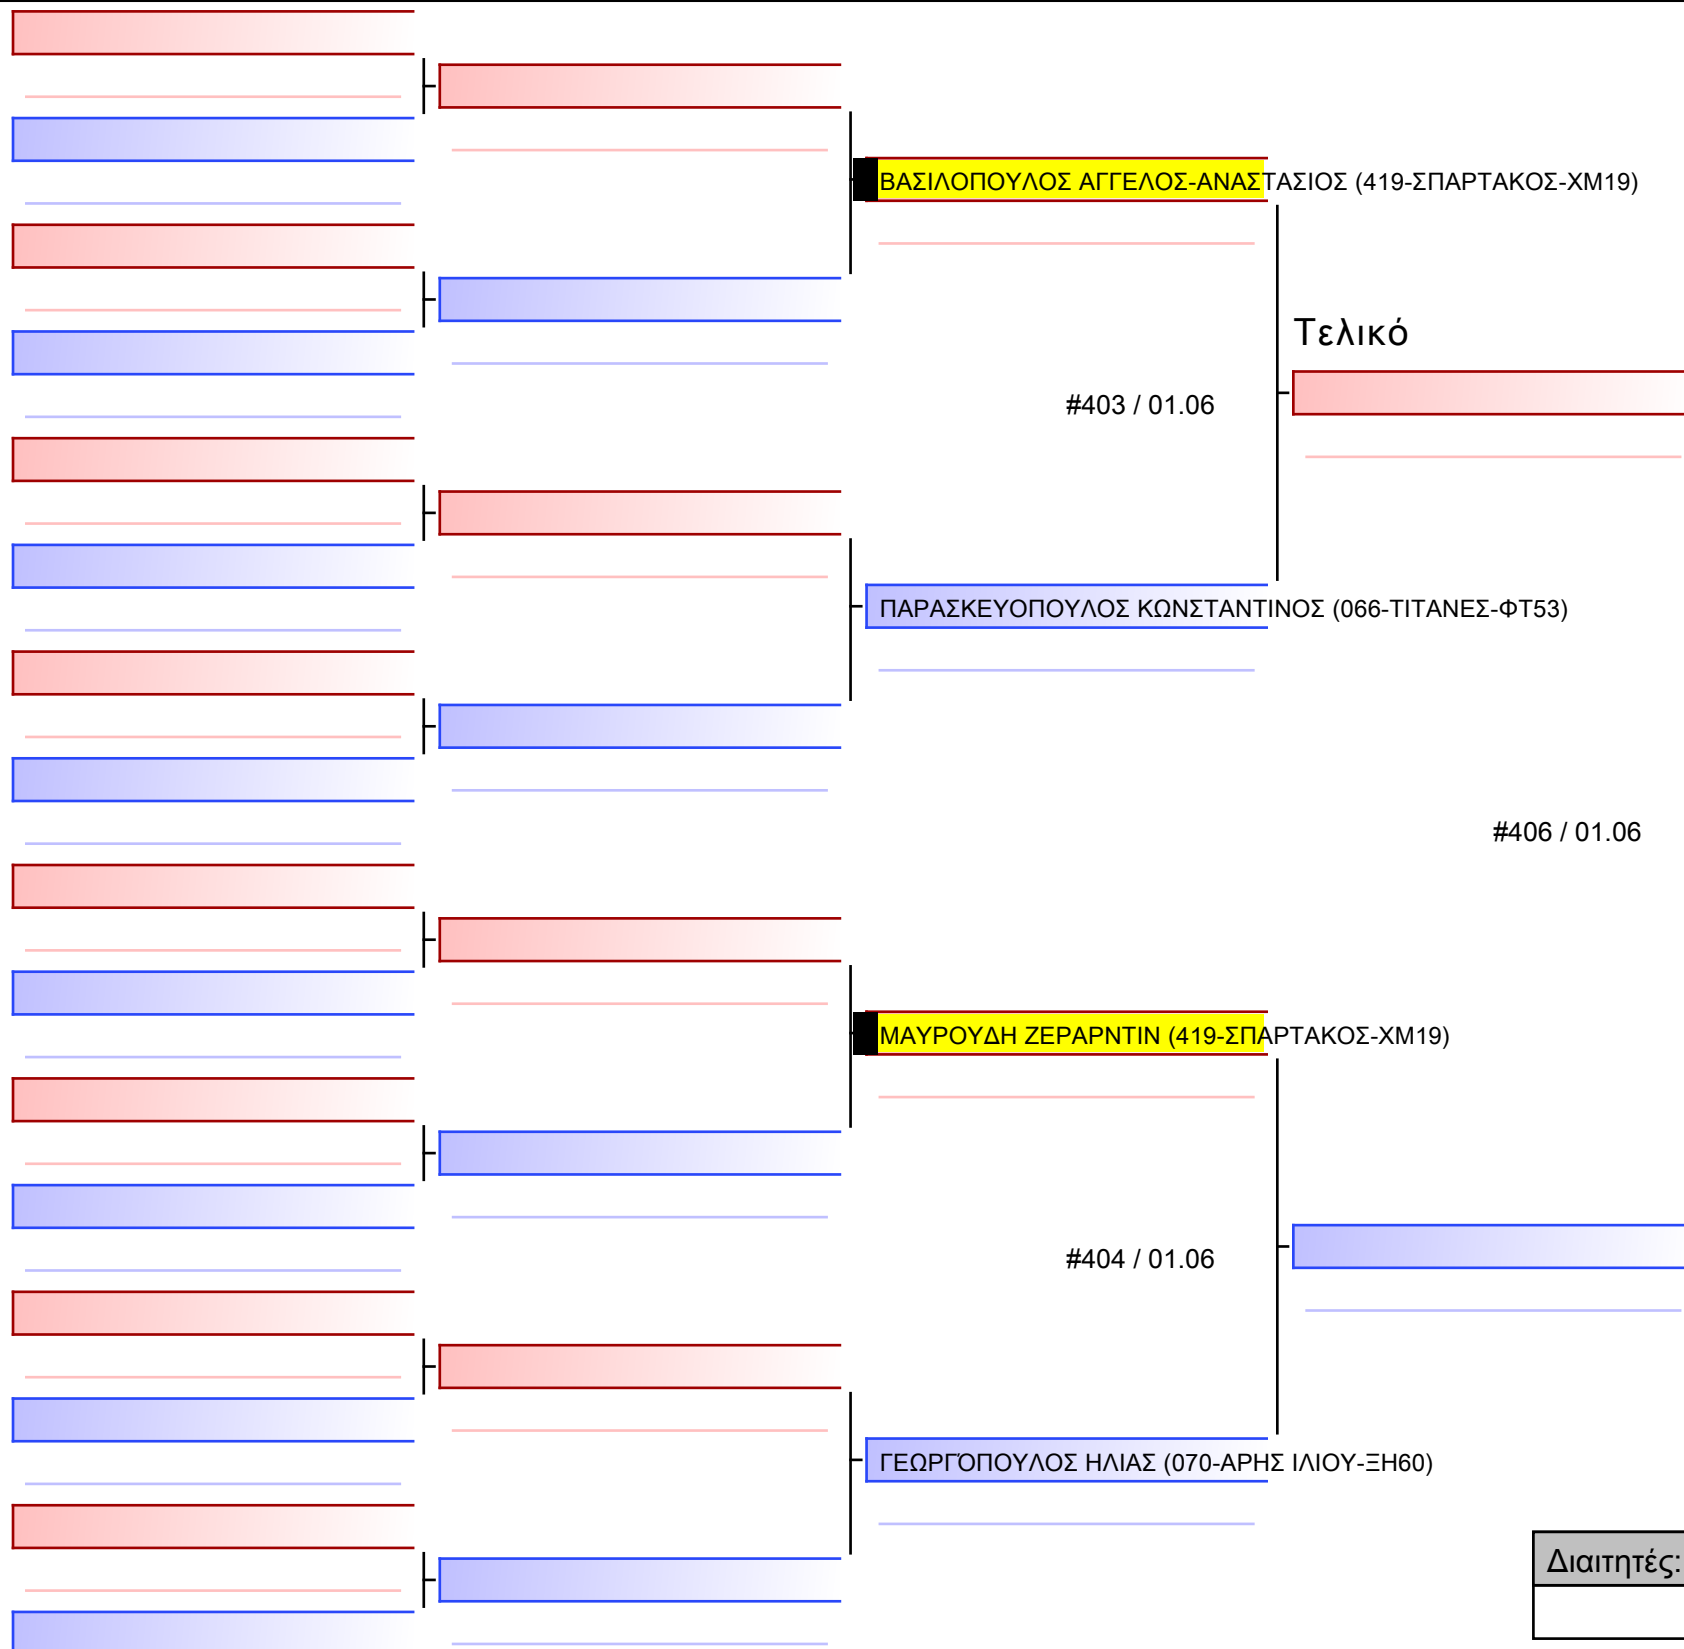 ΒΑΣΙΛΟΠΟΥΛΟΣ ΑΓΓΕΛΟΣ-ΑΝΑΣΤΑΣΙΟΣ (419-ΣΠΑΡΤΑΚΟΣ-ΧΜ19)
Τελικό
#403 / 01.06
ΠΑΡΑΣΚΕΥΟΠΟΥΛΟΣ ΚΩΝΣΤΑΝΤΙΝΟΣ (066-ΤΙΤΑΝΕΣ-ΦΤ53)
#406 / 01.06
ΜΑΥΡΟΥΔΗ ΖΕΡΑΡΝΤΙΝ (419-ΣΠΑΡΤΑΚΟΣ-ΧΜ19)
#404 / 01.06
ΓΕΩΡΓΌΠΟΥΛΟΣ ΗΛΙΑΣ (070-ΑΡΗΣ ΙΛΙΟΥ-ΞΗ60)
Διαιτητές: